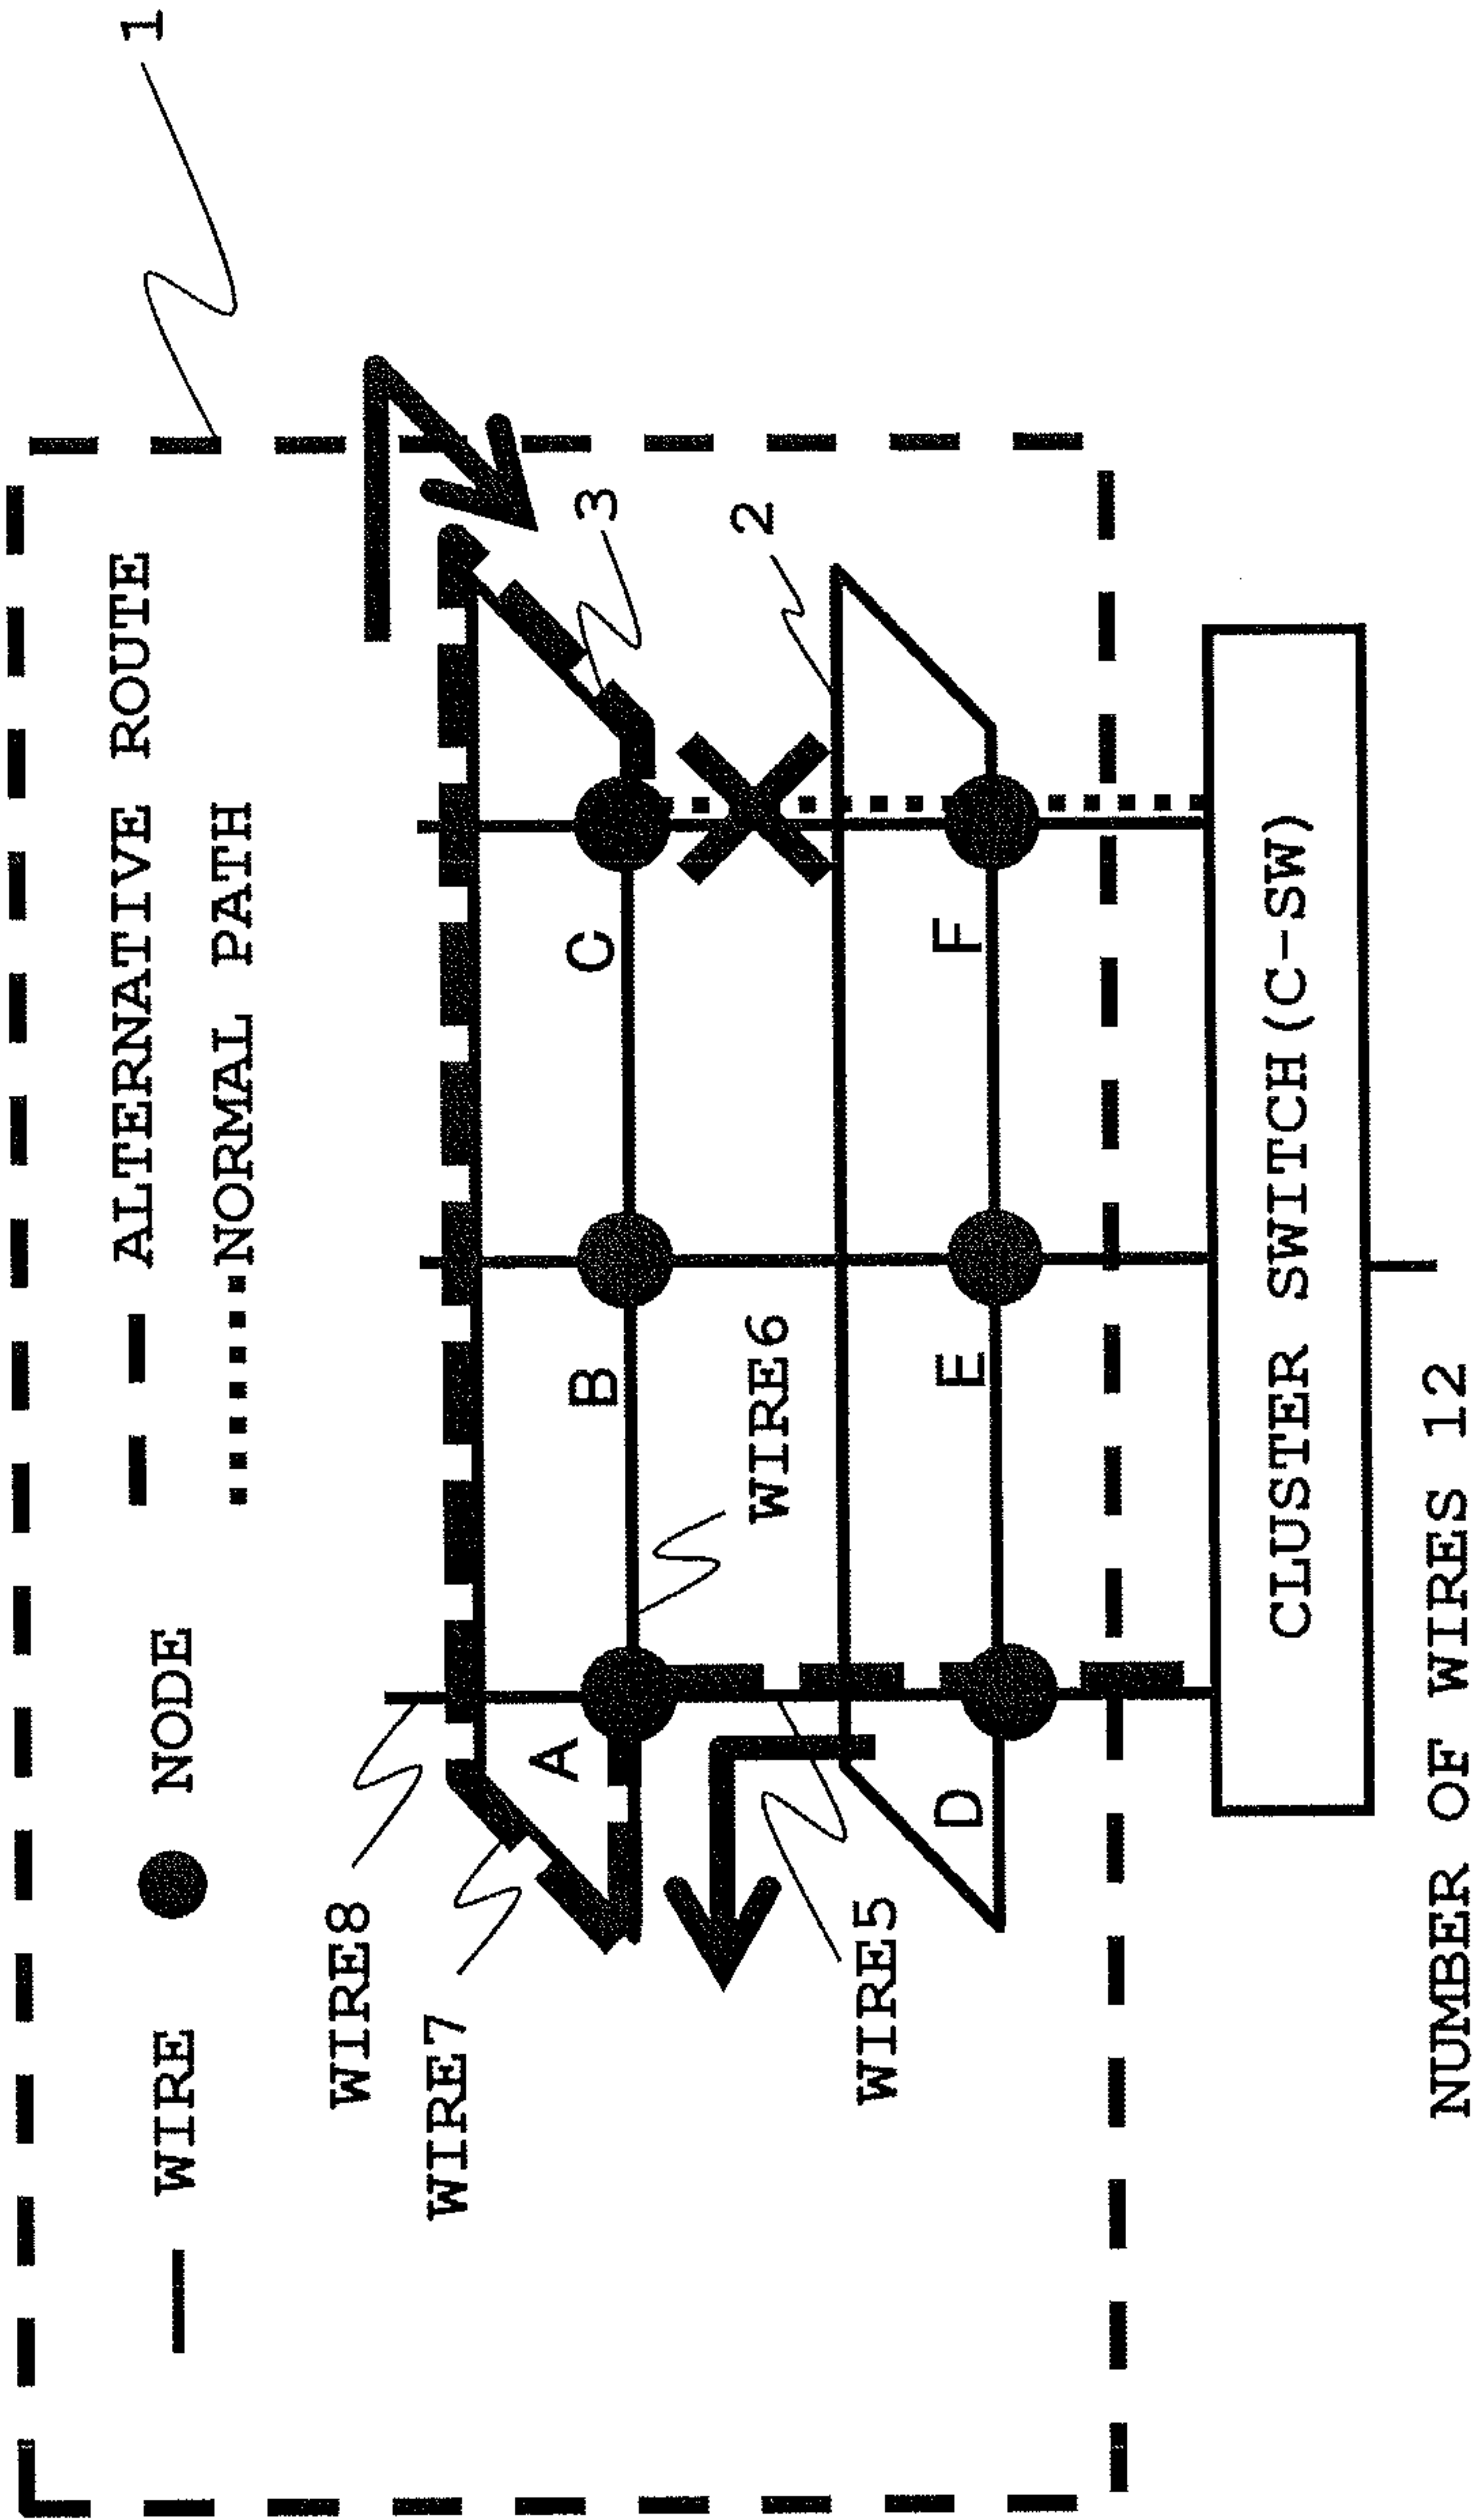 1
WIRE
NODE
ALTERNATIVE ROUTE
NORMAL PATH
WIRE8
WIRE7
3
A
B
C
2
WIRE6
WIRE5
D
E
F
CLUSTER SWITCH(C-SW)
NUMBER OF WIRES 12